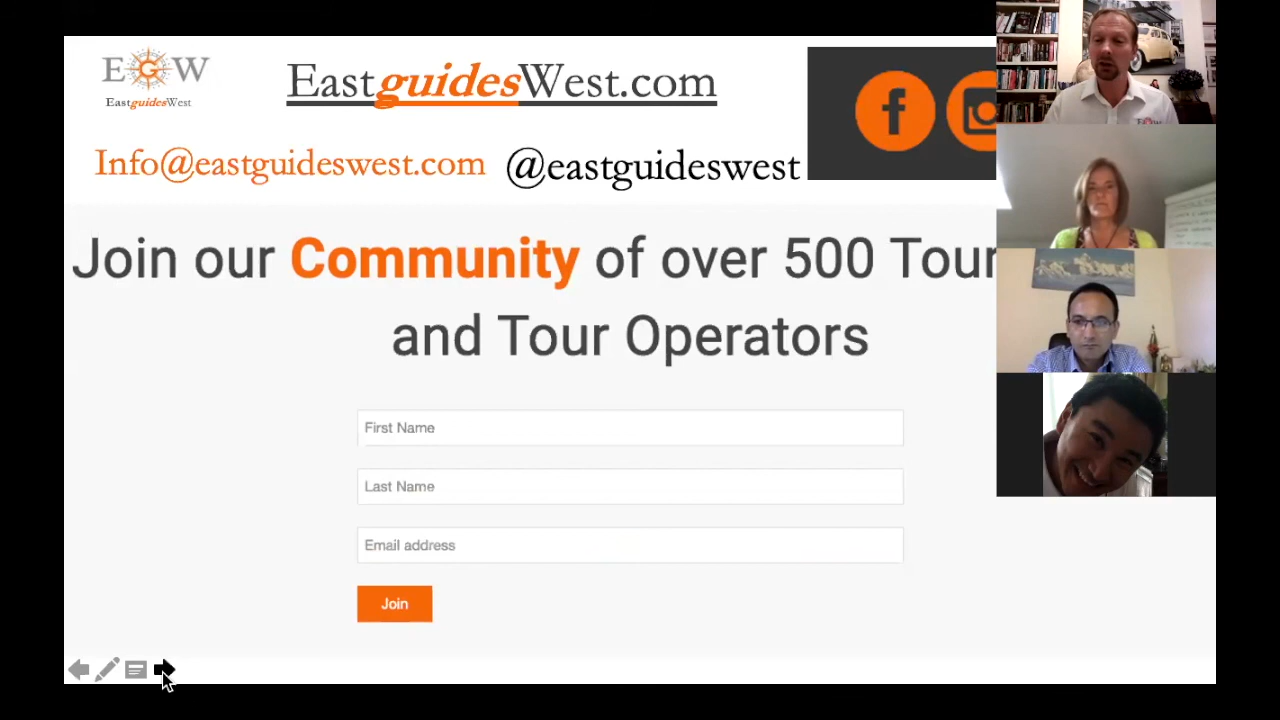 EGW
EastguidesWest
EastguidesWest.com
Info@eastguideswest.com @eastguideswest
Join our Community of over 500 Tour
and Tour Operators
First Name
Last Name
Email address
Join